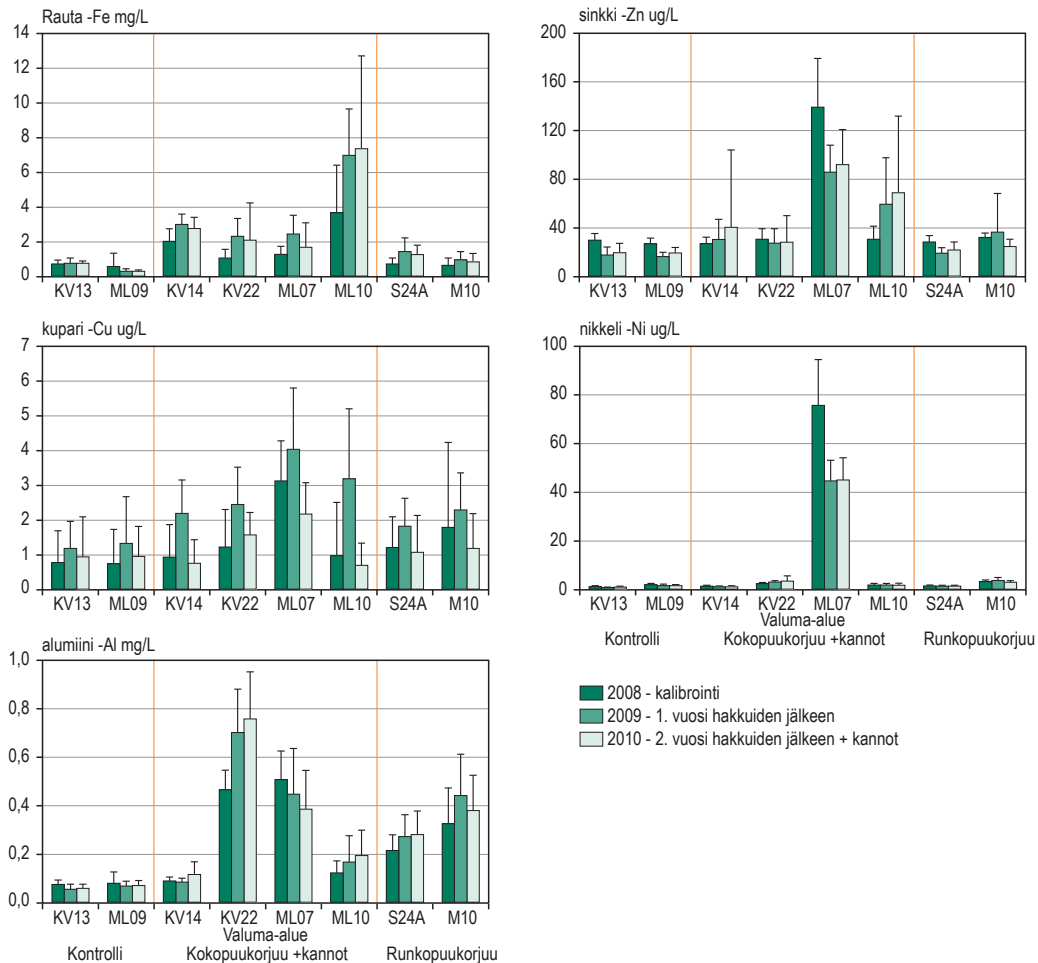 Rauta -Fe mg/L
14
12
10
8
6
4
2
0
KV13 ML09 KV14 KV22 ML07 ML10 S24A M10
sinkki -Zn ug/L
200
160
120
80
40
0
KV13 ML09 KV14 KV22 ML07 ML10 S24A M10
kupari -Cu ug/L
7
6
5
4
3
2
1
0
KV13 ML09 KV14 KV22 ML07 ML10 S24A M10
nikkeli -Ni ug/L
100
80
60
40
20
0
KV13 ML09 KV14 KV22 ML07 ML10 S24A M10
Valuma-alue
Kontrolli Kokopuukorjuu +kannot Runkopuukorjuu
alumiini -Al mg/L
1,0
0,8
0,6
0,4
0,2
0,0
KV13 ML09 KV14 KV22 ML07 ML10 S24A M10
Valuma-alue
Kontrolli Kokopuukorjuu +kannot Runkopuukorjuu
2008 - kalibrointi
2009 - 1. vuosi hakkuiden jälkeen
2010 - 2. vuosi hakkuiden jälkeen + kannot